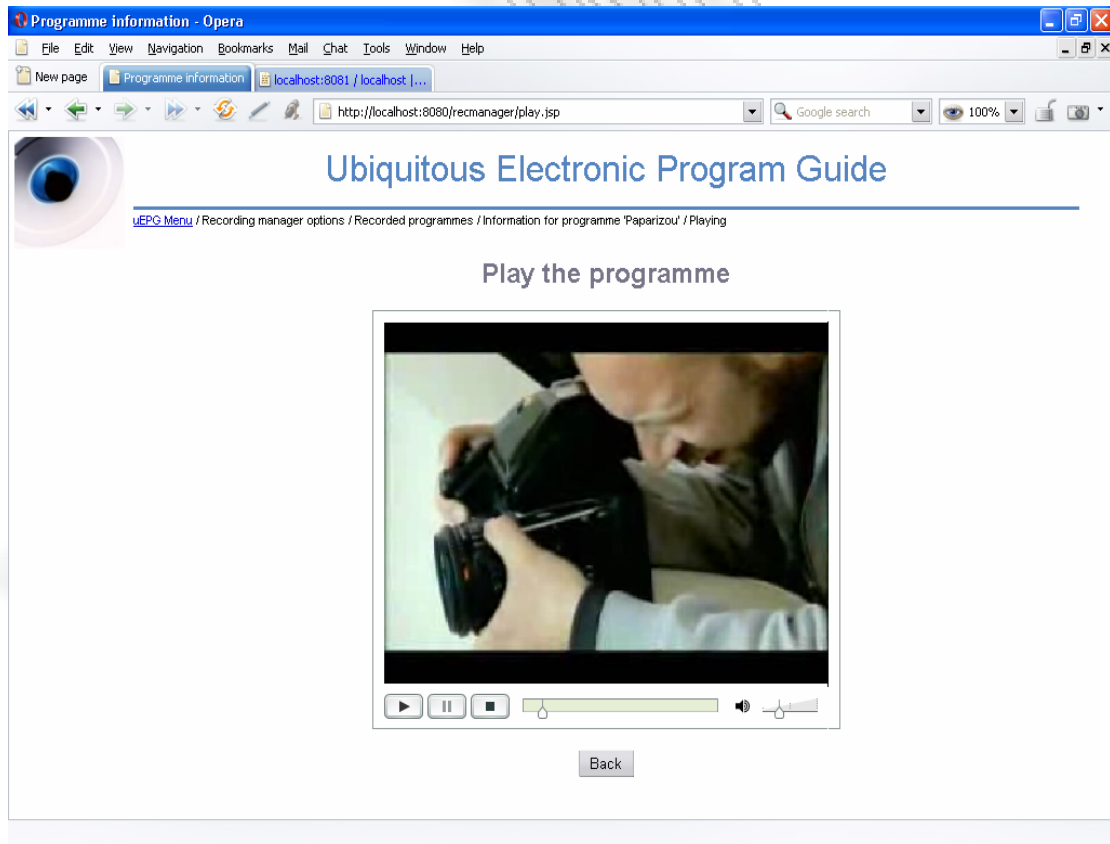 Programme information - Opera
File Edit View Navigation Bookmarks Mail Chat Tools Window Help
New page Programme information localhost:8081 / localhost |...
http://localhost:8080/recmanager/play.jsp Google search 100%
Ubiquitous Electronic Program Guide
uEPG Menu / Recording manager options / Recorded programmes / Information for programme 'Paparizou' / Playing
Play the programme
Back